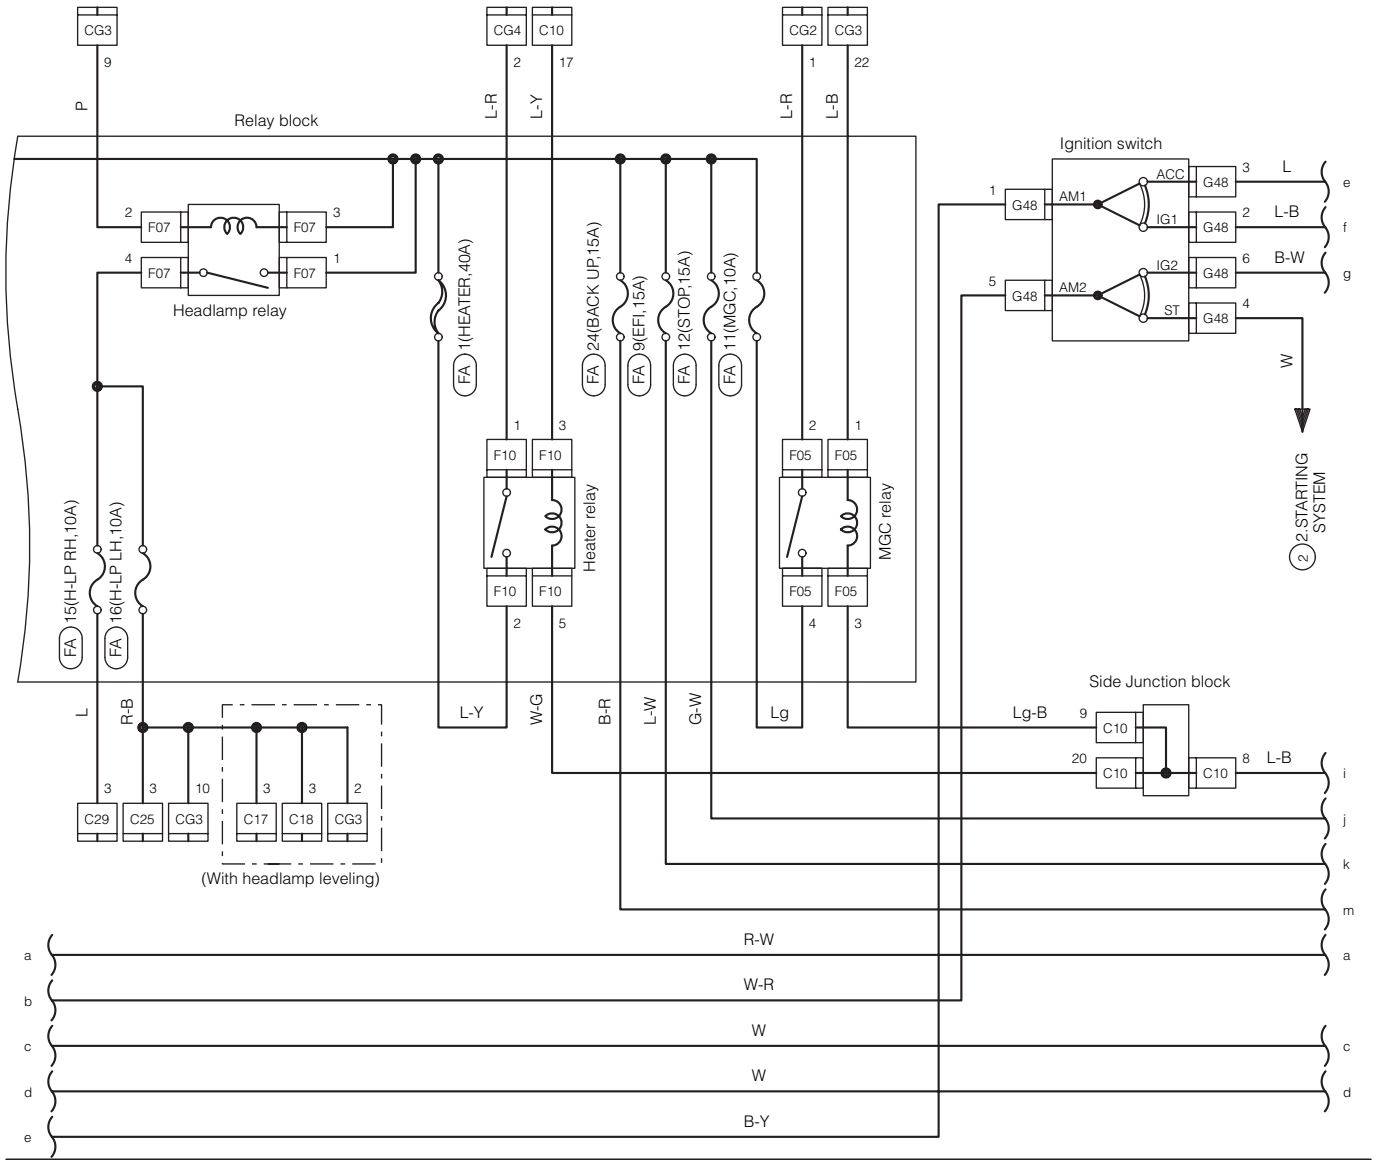 CG3
CG4
C10
CG2
CG3
9
2
17
1
22
P
L-R
L-Y
L-R
L-B
Relay block
Ignition switch
2
F07
F07
3
4
F07
F07
1
Headlamp relay
1
G48
AM1
ACC
G48
3
L
e
IG1
G48
2
L-B
f
5
G48
AM2
IG2
G48
6
B-W
g
ST
G48
4
W
2 2.STARTING
SYSTEM
FA 1(HEATER,40A)
FA 24(BACK UP,15A)
FA 9(EFI,15A)
FA 12(STOP,15A)
FA 11(MGC,10A)
1
3
F10
F10
Heater relay
F10
F10
2
5
2
1
F05
F05
MGC relay
F05
F05
4
3
FA 15(H-LP RH,10A)
FA 16(H-LP LH,10A)
L
R-B
L-Y
W-G
B-R
L-W
G-W
Lg
Side Junction block
Lg-B
9
C10
20
C10
C10
8
L-B
i
3
3
10
3
3
2
C29
C25
CG3
C17
C18
CG3
(With headlamp leveling)
j
k
m
a
R-W
a
b
W-R
c
W
c
d
W
d
e
B-Y